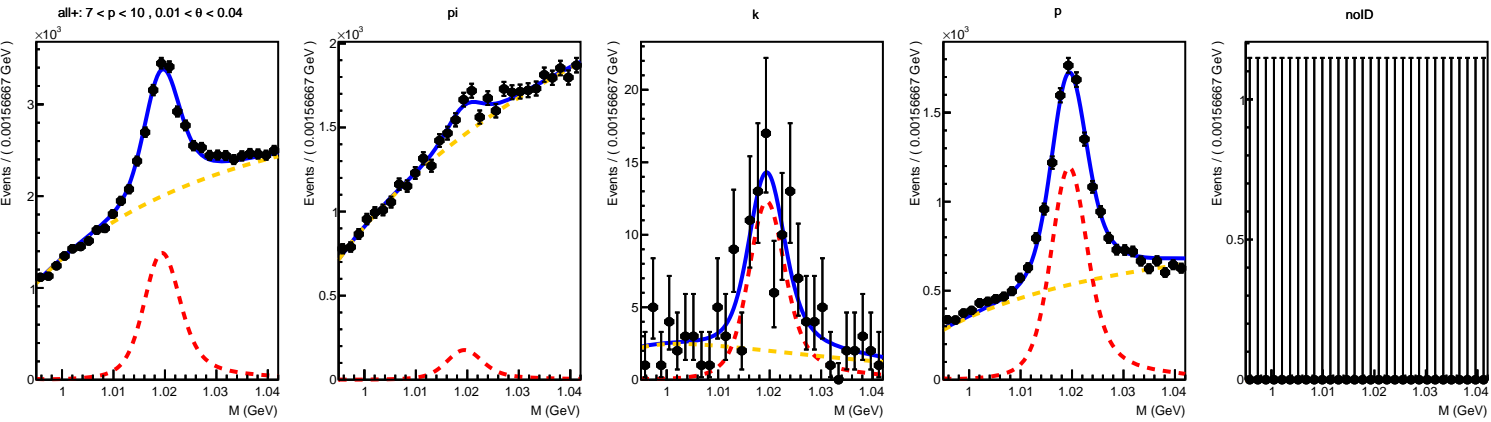 all+: 7 < p < 10 , 0.01 < θ < 0.04
×10³
Events / ( 0.00156667 GeV )
3
2
1
0
1 1.01 1.02 1.03 1.04
M (GeV)
pi
×10³
Events / ( 0.00156667 GeV )
2
1.5
1
0.5
0
1 1.01 1.02 1.03 1.04
M (GeV)
k
Events / ( 0.00156667 GeV )
20
15
10
5
0
1 1.01 1.02 1.03 1.04
M (GeV)
p
×10³
Events / ( 0.00156667 GeV )
1.5
1
0.5
0
1 1.01 1.02 1.03 1.04
M (GeV)
noID
Events / ( 0.00156667 GeV )
1
0.5
0
1 1.01 1.02 1.03 1.04
M (GeV)